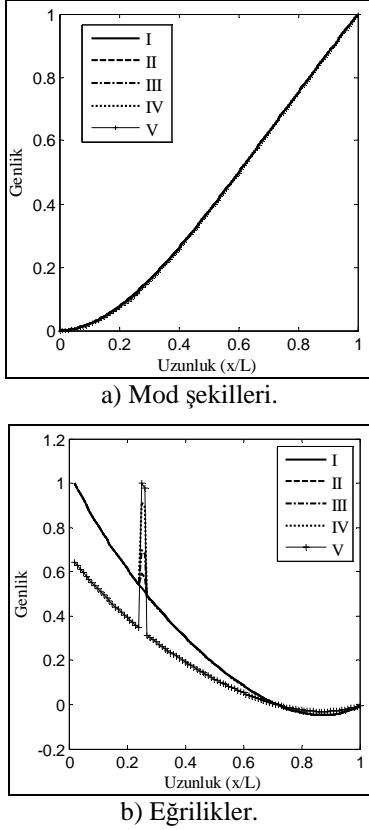 1
0.8
0.6
0.4
0.2
0
Genlik
I
II
III
IV
V
0 0.2 0.4 0.6 0.8 1
Uzunluk (x/L)
a) Mod şekilleri.
1.2
1
0.8
0.6
0.4
0.2
0
-0.2
Genlik
I
II
III
IV
V
0 0.2 0.4 0.6 0.8 1
Uzunluk (x/L)
b) Eğrilikler.